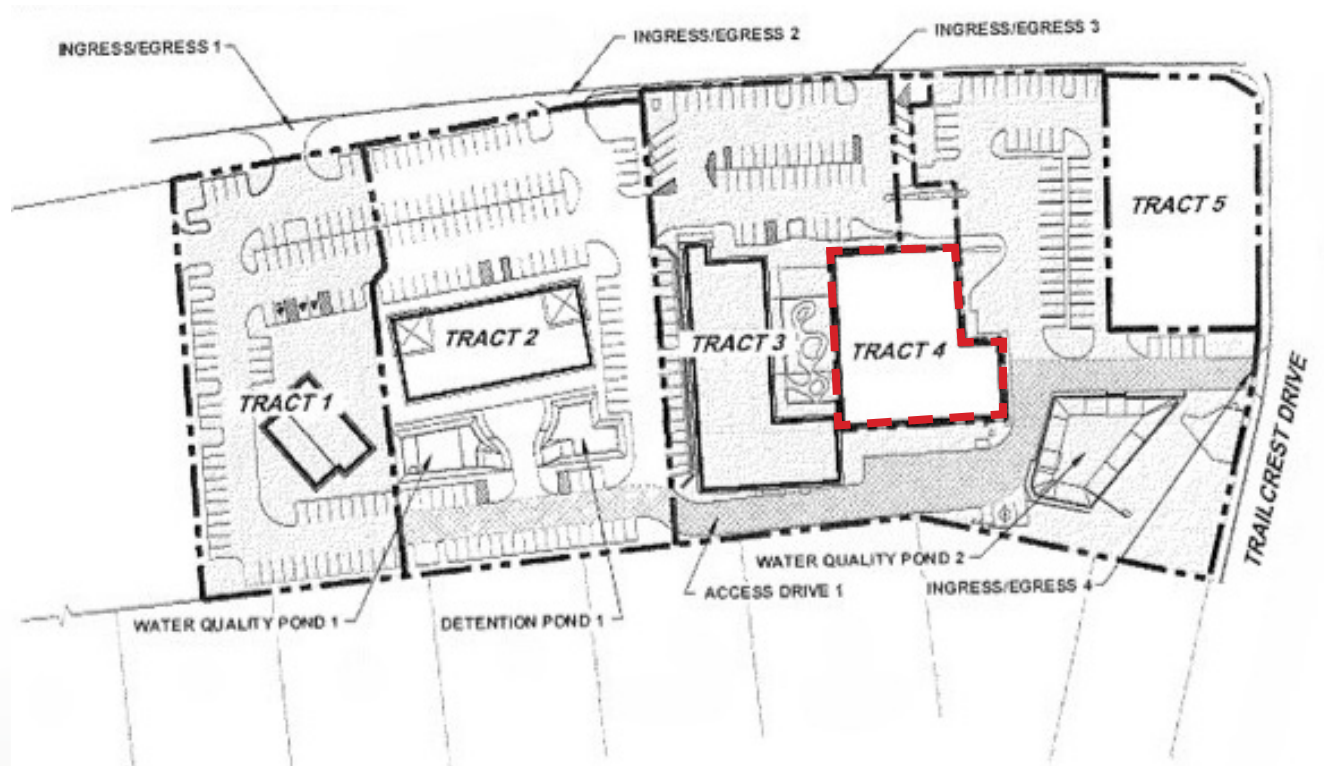 INGRESS/EGRESS 1
INGRESS/EGRESS 2
INGRESS/EGRESS 3
TRACT 5
TRACT 2
TRACT 3
TRACT 4
TRACT 1
TRAILCREST DRIVE
WATER QUALITY POND 2
ACCESS DRIVE 1
INGRESS/EGRESS 4
WATER QUALITY POND 1
DETENTION POND 1